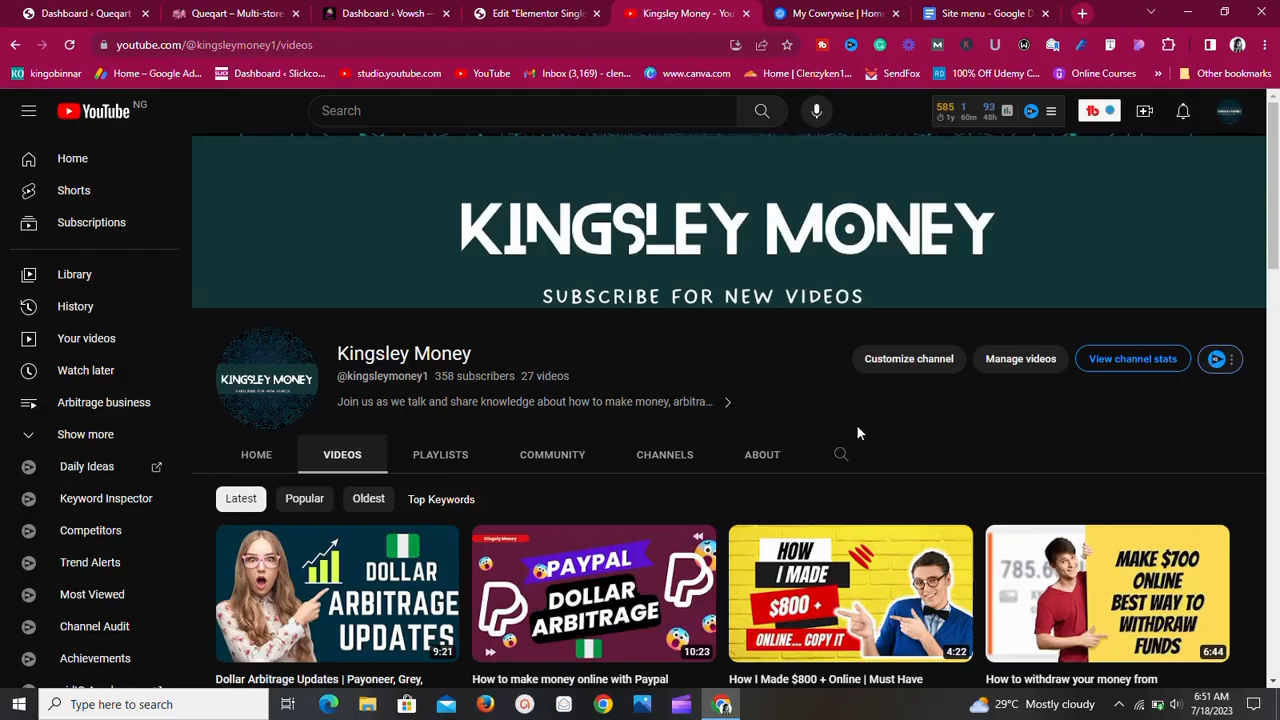 Dashboard ‹ Queqart
Queqart – Multi-store
Dashboard ‹ Vowsh —
Edit "Elementor Single
Kingsley Money - You
My Cowrywise | Home
Site menu - Google D
youtube.com/@kingsleymoney1/videos
kingobinnar
Home – Google Ad...
Dashboard ‹ Slickco...
studio.youtube.com
YouTube
Inbox (3,169) - clen...
www.canva.com
Home | Clenzyken1...
SendFox
100% Off Udemy C...
Online Courses
»
Other bookmarks
YouTube NG
Search
585 1 93
1y 60m 48h
tb
Home
Shorts
Subscriptions
Library
History
Your videos
Watch later
Arbitrage business
Show more
Daily Ideas
Keyword Inspector
Competitors
Trend Alerts
Most Viewed
Channel Audit
Achievements
KINGSLEY MONEY
SUBSCRIBE FOR NEW VIDEOS
KINGSLEY MONEY
Kingsley Money
@kingsleymoney1 358 subscribers 27 videos
Join us as we talk and share knowledge about how to make money, arbitra...
Customize channel
Manage videos
View channel stats
HOME
VIDEOS
PLAYLISTS
COMMUNITY
CHANNELS
ABOUT
Latest
Popular
Oldest
Top Keywords
DOLLAR
ARBITRAGE
UPDATES
9:21
Kingsly Money
PAYPAL
DOLLAR
ARBITRAGE
10:23
HOW
I MADE
$800 +
ONLINE... COPY IT
4:22
785.6
MAKE $700
ONLINE
BEST WAY TO
WITHDRAW
FUNDS
6:44
Dollar Arbitrage Updates | Payoneer, Grey,
How to make money online with Paypal
How I Made $800 + Online | Must Have
How to withdraw your money from
Type here to search
29°C Mostly cloudy
6:51 AM
7/18/2023